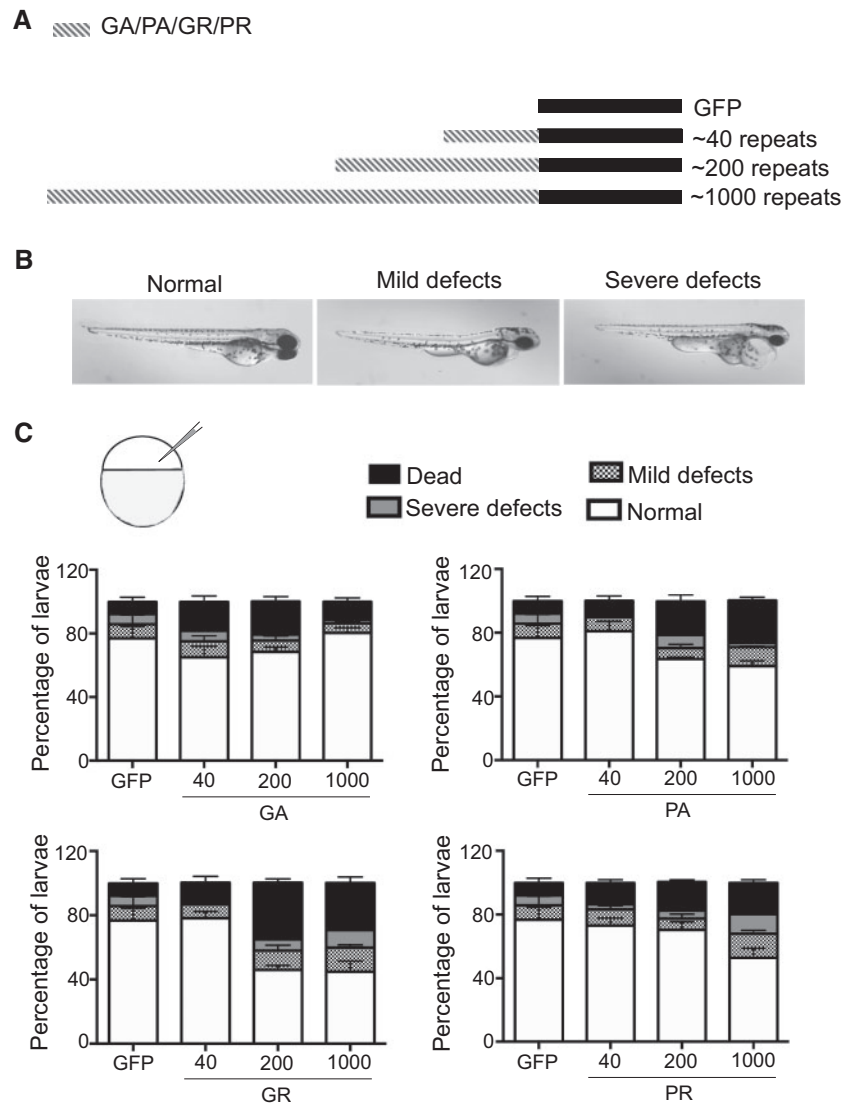 A
GA/PA/GR/PR
GFP
~40 repeats
~200 repeats
~1000 repeats
B
Normal
Mild defects
Severe defects
C
Dead
Mild defects
Severe defects
Normal
Percentage of larvae
120
80
40
0
GFP
40
200
1000
GA
Percentage of larvae
120
80
40
0
GFP
40
200
1000
PA
Percentage of larvae
120
80
40
0
GFP
40
200
1000
GR
Percentage of larvae
120
80
40
0
GFP
40
200
1000
PR